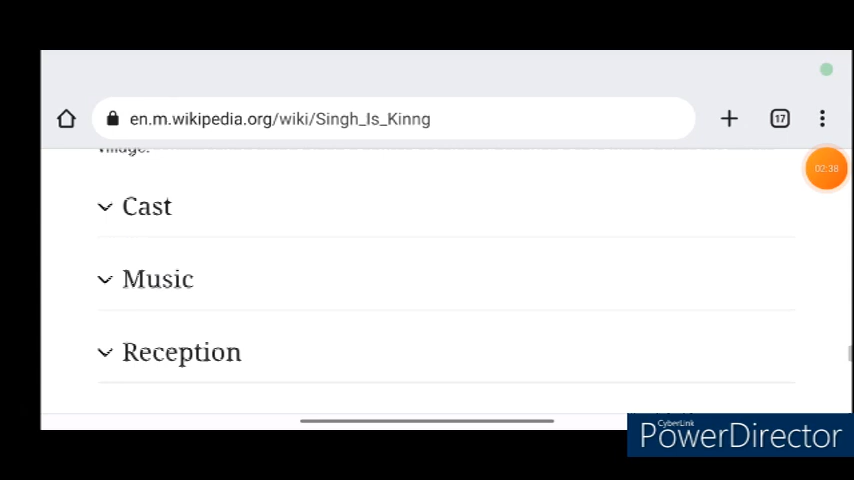 en.m.wikipedia.org/wiki/Singh_Is_Kinng
17
village.
02:38
Cast
Music
Reception
CyberLink
PowerDirector